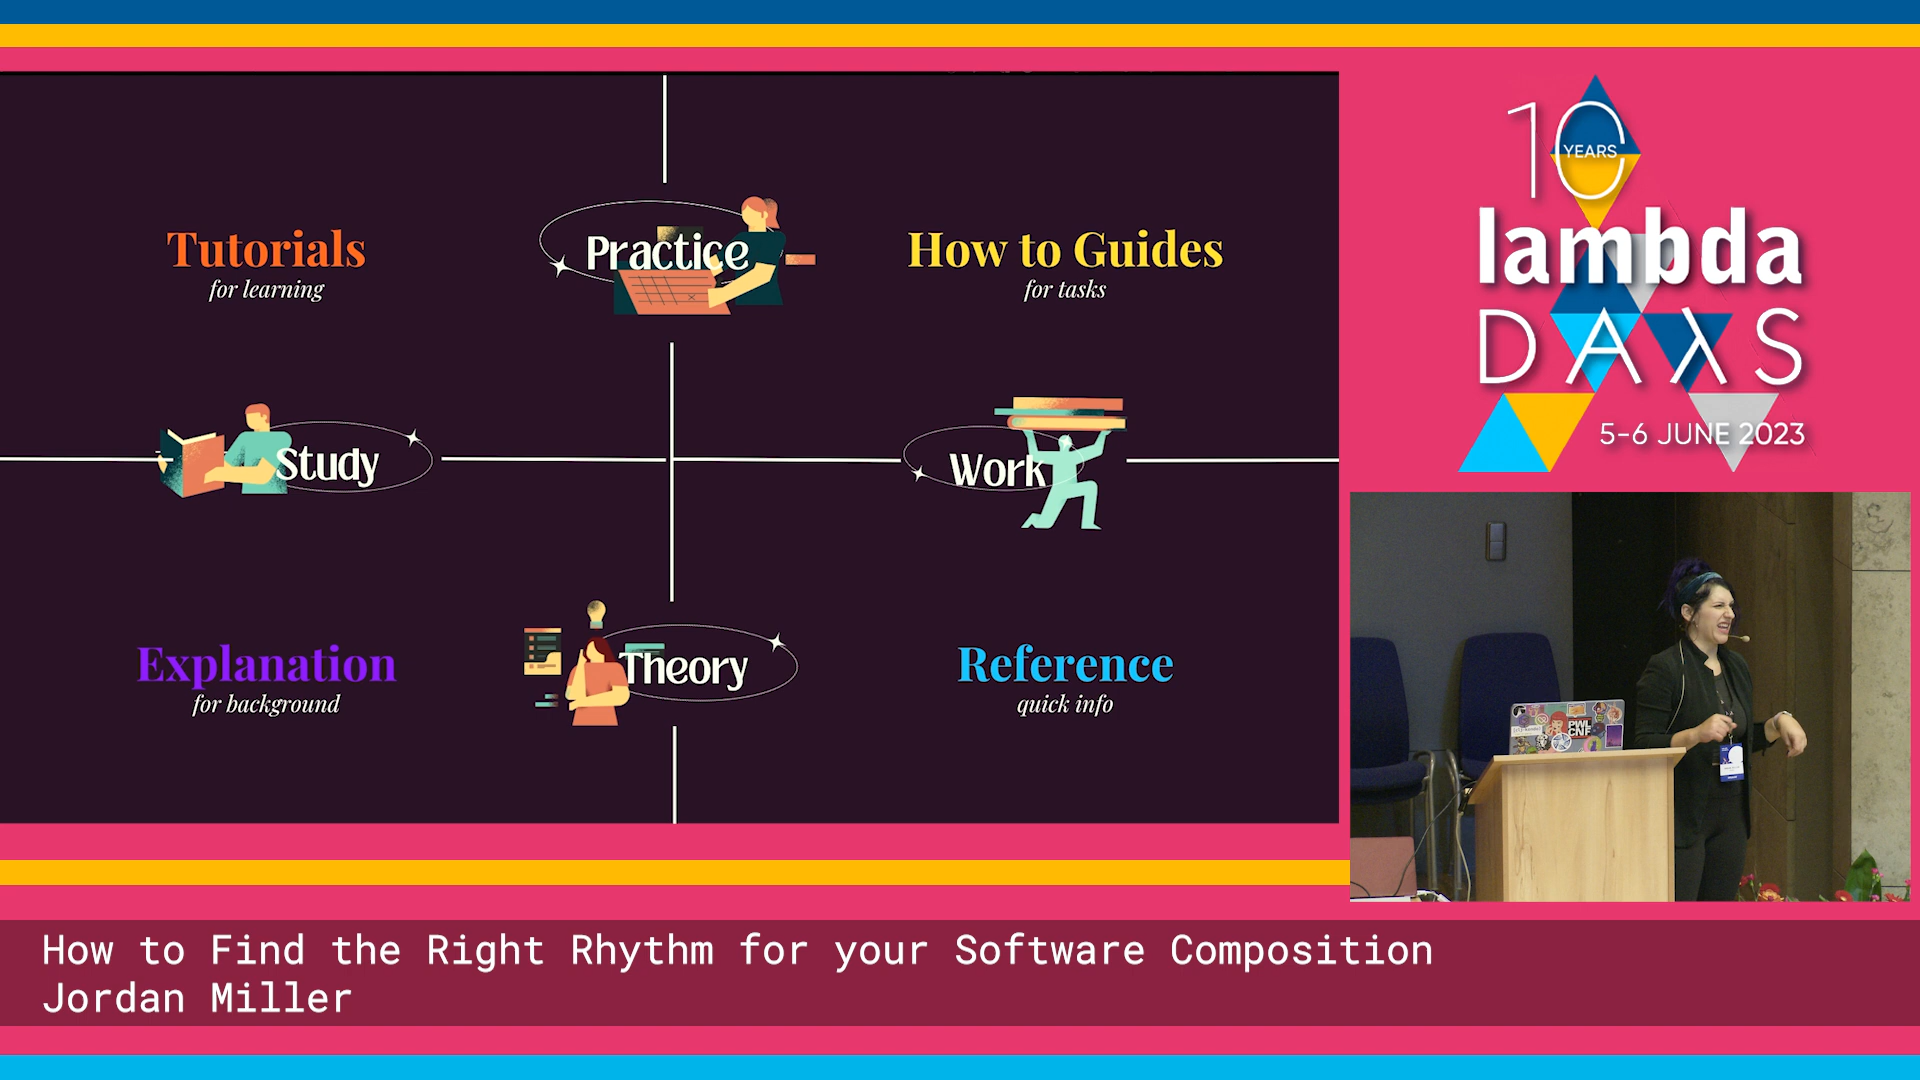 Tutorials
for learning
Practice
How to Guides
for tasks
Study
Work
Explanation
for background
Theory
Reference
quick info
10
YEARS
lambda
DAλS
5-6 JUNE 2023
PWL
CNF
How to Find the Right Rhythm for your Software Composition
Jordan Miller